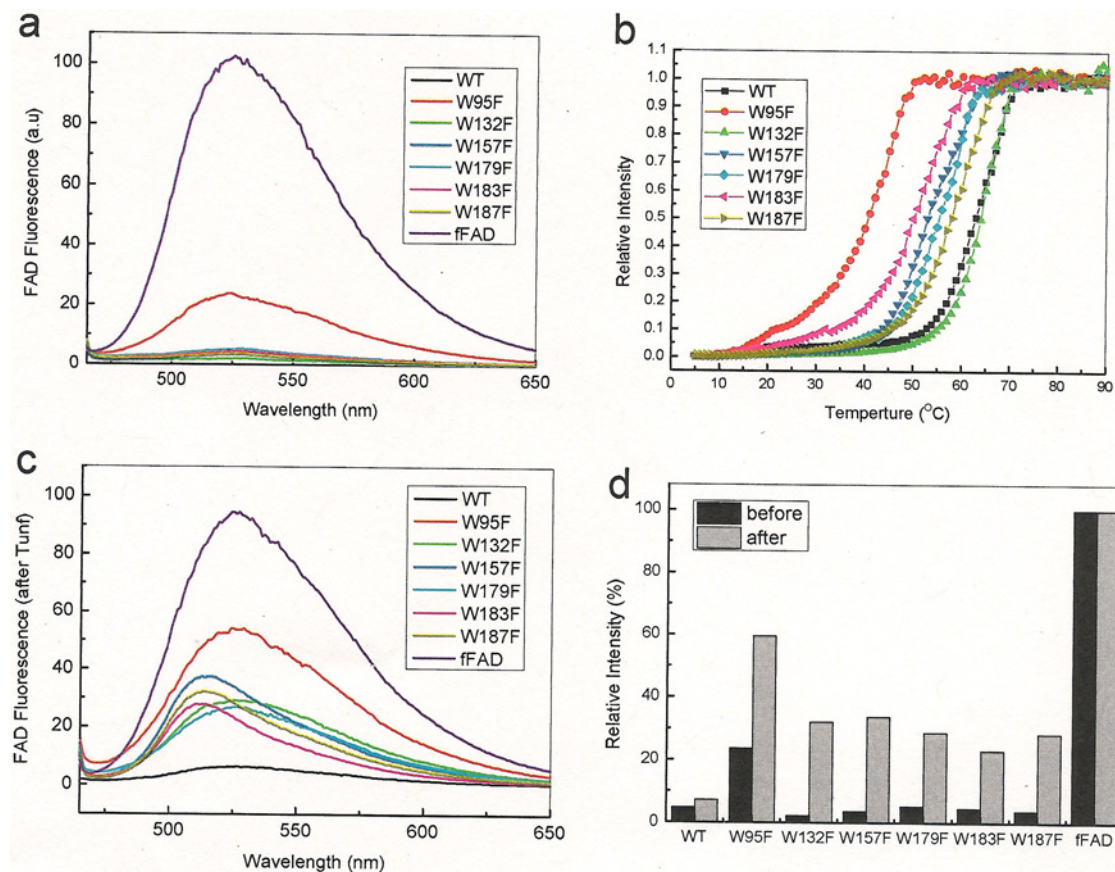 a
FAD Fluorescence (a.u)
100
80
60
40
20
0
500
550
600
650
Wavelength (nm)
WT
W95F
W132F
W157F
W179F
W183F
W187F
fFAD
b
Relative Intensity
1.1
1.0
0.9
0.8
0.7
0.6
0.5
0.4
0.3
0.2
0.1
0.0
0
10
20
30
40
50
60
70
80
90
Temperture (°C)
WT
W95F
W132F
W157F
W179F
W183F
W187F
c
FAD Fluorescence (after Tunf)
100
80
60
40
20
0
500
550
600
650
Wavelength (nm)
WT
W95F
W132F
W157F
W179F
W183F
W187F
fFAD
d
Relative Intensity (%)
100
80
60
40
20
0
before
after
WT W95F W132F W157F W179F W183F W187F fFAD